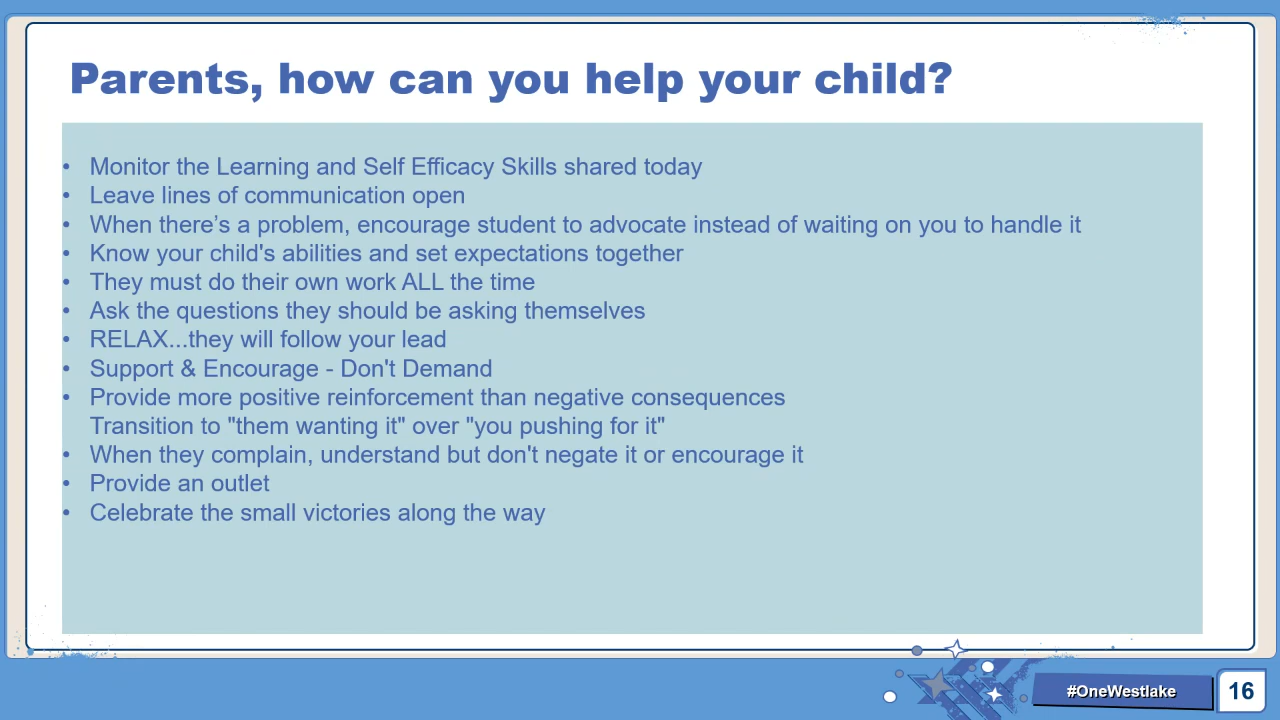 Parents, how can you help your child?
• Monitor the Learning and Self Efficacy Skills shared today
• Leave lines of communication open
• When there’s a problem, encourage student to advocate instead of waiting on you to handle it
• Know your child's abilities and set expectations together
• They must do their own work ALL the time
• Ask the questions they should be asking themselves
• RELAX...they will follow your lead
• Support & Encourage - Don't Demand
• Provide more positive reinforcement than negative consequences
Transition to "them wanting it" over "you pushing for it"
• When they complain, understand but don't negate it or encourage it
• Provide an outlet
• Celebrate the small victories along the way
#OneWestlake
16